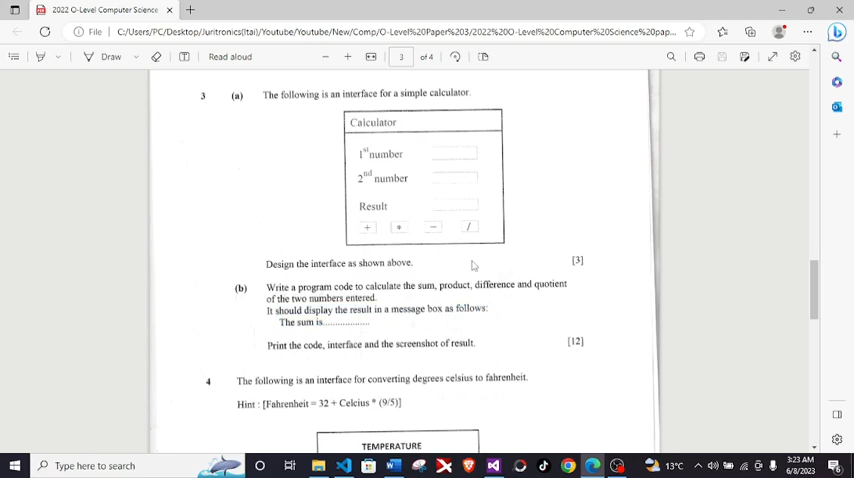 2022 O-Level Computer Science
File
C:/Users/PC/Desktop/Juritronics(Itai)/Youtube/Youtube/New/Comp/O-Level%20Paper%203/2022%20O-Level%20Computer%20Science%20pap...
Draw
Read aloud
3
of 4
3 (a) The following is an interface for a simple calculator.
Calculator
1st number
2nd number
Result
+ * − /
Design the interface as shown above. [3]
(b) Write a program code to calculate the sum, product, difference and quotient
of the two numbers entered.
It should display the result in a message box as follows:
The sum is...................
Print the code, interface and the screenshot of result. [12]
4 The following is an interface for converting degrees celsius to fahrenheit.
Hint : [Fahrenheit = 32 + Celcius * (9/5)]
TEMPERATURE
Type here to search
13°C
3:23 AM
6/8/2023